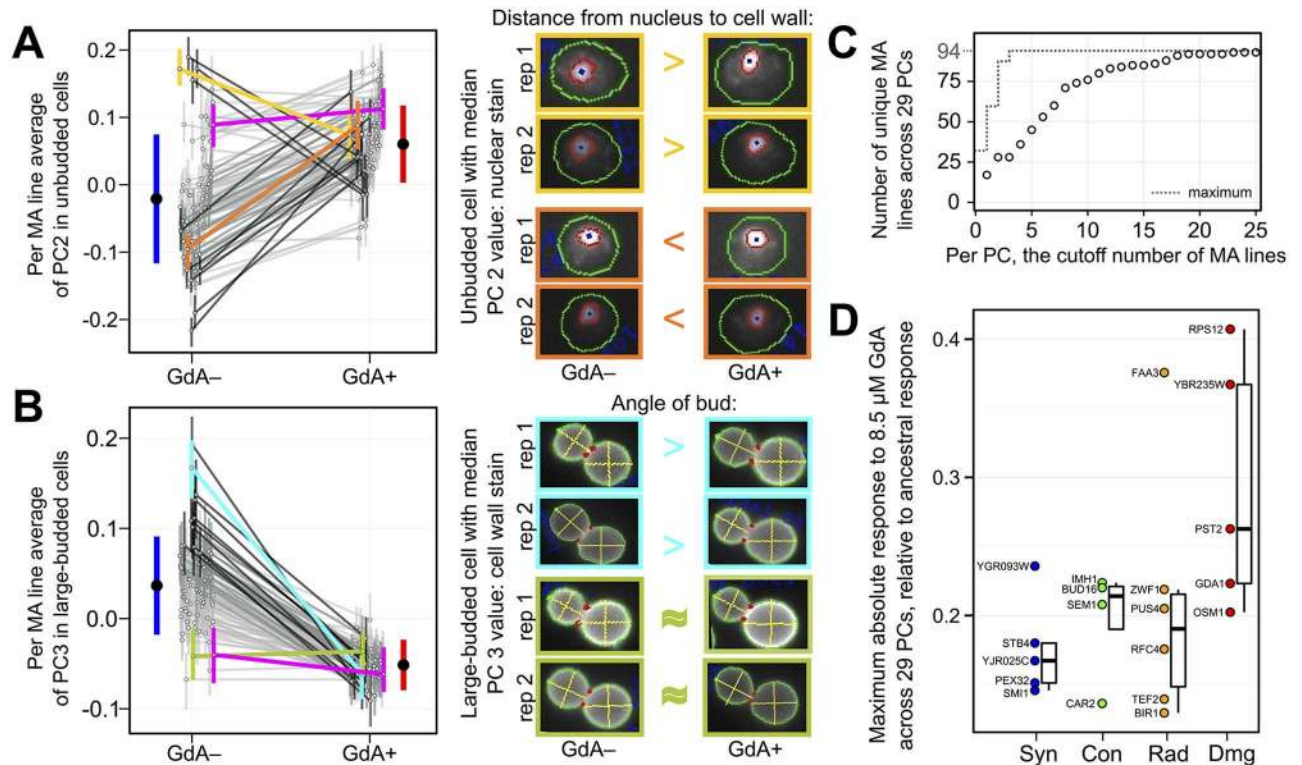 A
Per MA line average
of PC2 in unbudded cells
0.2
0.1
0.0
-0.1
-0.2
GdA–
GdA+
Distance from nucleus to cell wall:
Unbudded cell with median
PC 2 value: nuclear stain
rep 1
>
rep 2
>
rep 1
<
rep 2
<
GdA–
GdA+
B
Per MA line average
of PC3 in large-budded cells
0.2
0.1
0.0
-0.1
GdA–
GdA+
Angle of bud:
Large-budded cell with median
PC 3 value: cell wall stain
rep 1
>
rep 2
>
rep 1
≈
rep 2
≈
GdA–
GdA+
C
Number of unique MA
lines across 29 PCs
94
75
50
25
0
maximum
0 5 10 15 20 25
Per PC, the cutoff number of MA lines
D
Maximum absolute response to 8.5 µM GdA
across 29 PCs, relative to ancestral response
0.4
0.3
0.2
RPS12
FAA3
YBR235W
PST2
YGR093W
IMH1
BUD16
SEM1
ZWF1
PUS4
GDA1
OSM1
STB4
YJR025C
RFC4
PEX32
SMI1
CAR2
TEF2
BIR1
Syn Con Rad Dmg